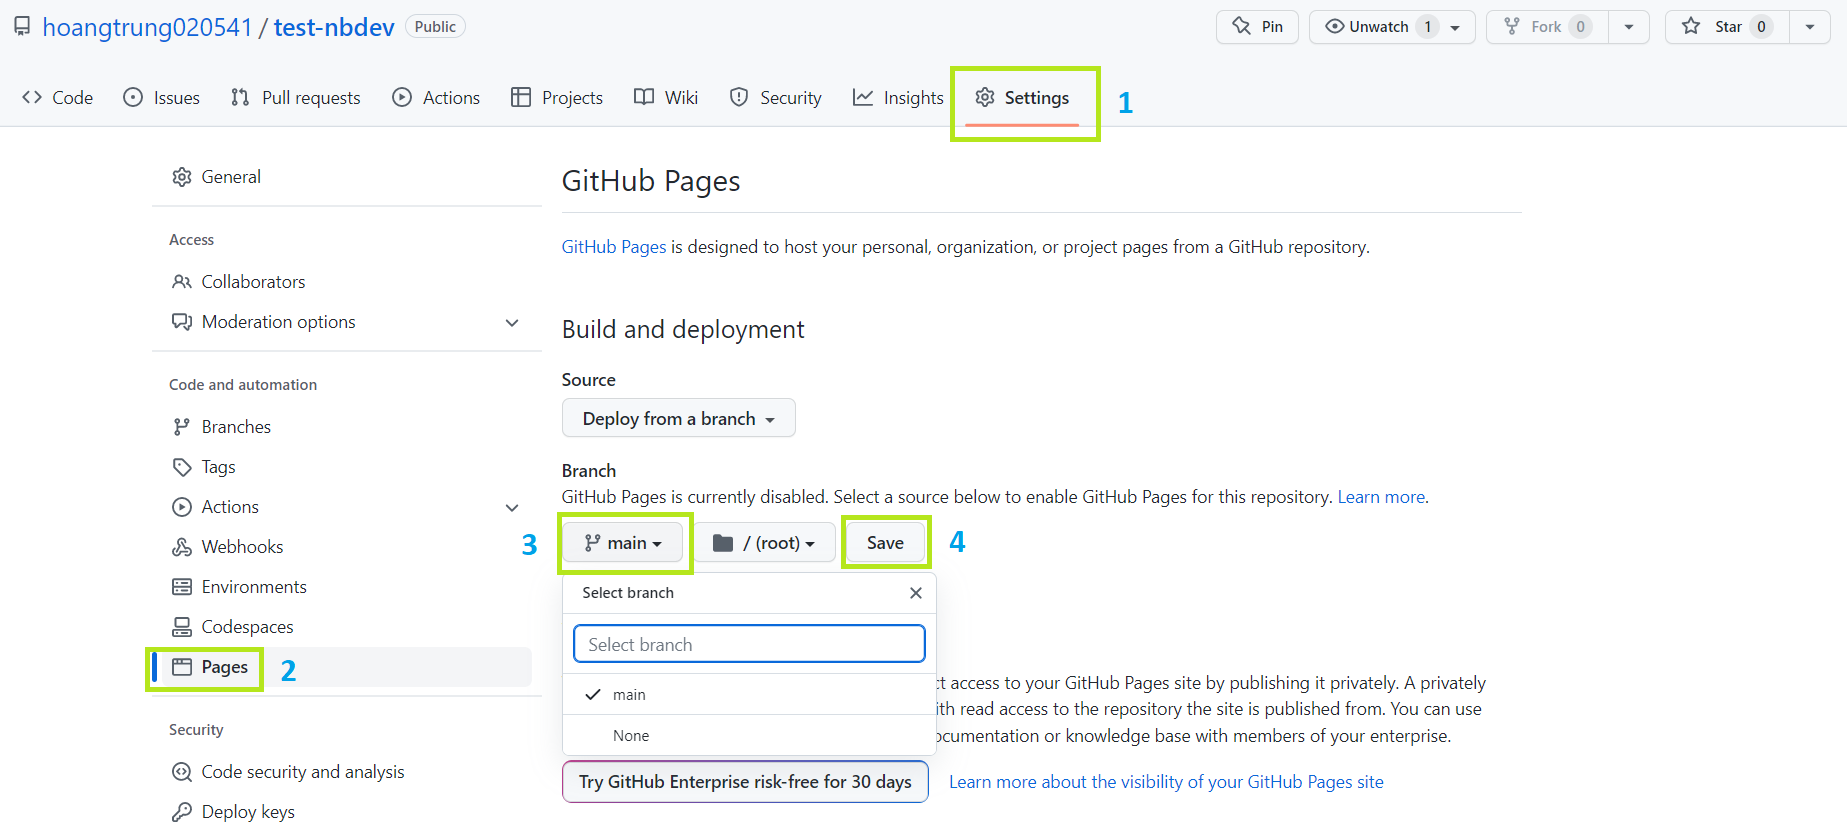 hoangtrung020541 / test-nbdev Public Pin Unwatch 1 Fork 0 Star 0
Code Issues Pull requests Actions Projects Wiki Security Insights Settings 1
General
Access
Collaborators
Moderation options
Code and automation
Branches
Tags
Actions
Webhooks
Environments
Codespaces
Pages 2
Security
Code security and analysis
Deploy keys
GitHub Pages
GitHub Pages is designed to host your personal, organization, or project pages from a GitHub repository.
Build and deployment
Source
Deploy from a branch
Branch
GitHub Pages is currently disabled. Select a source below to enable GitHub Pages for this repository. Learn more.
3 main / (root) Save 4
Select branch
Select branch
main
None
access to your GitHub Pages site by publishing it privately. A privately
read access to the repository the site is published from. You can use
or knowledge base with members of your enterprise.
Try GitHub Enterprise risk-free for 30 days Learn more about the visibility of your GitHub Pages site